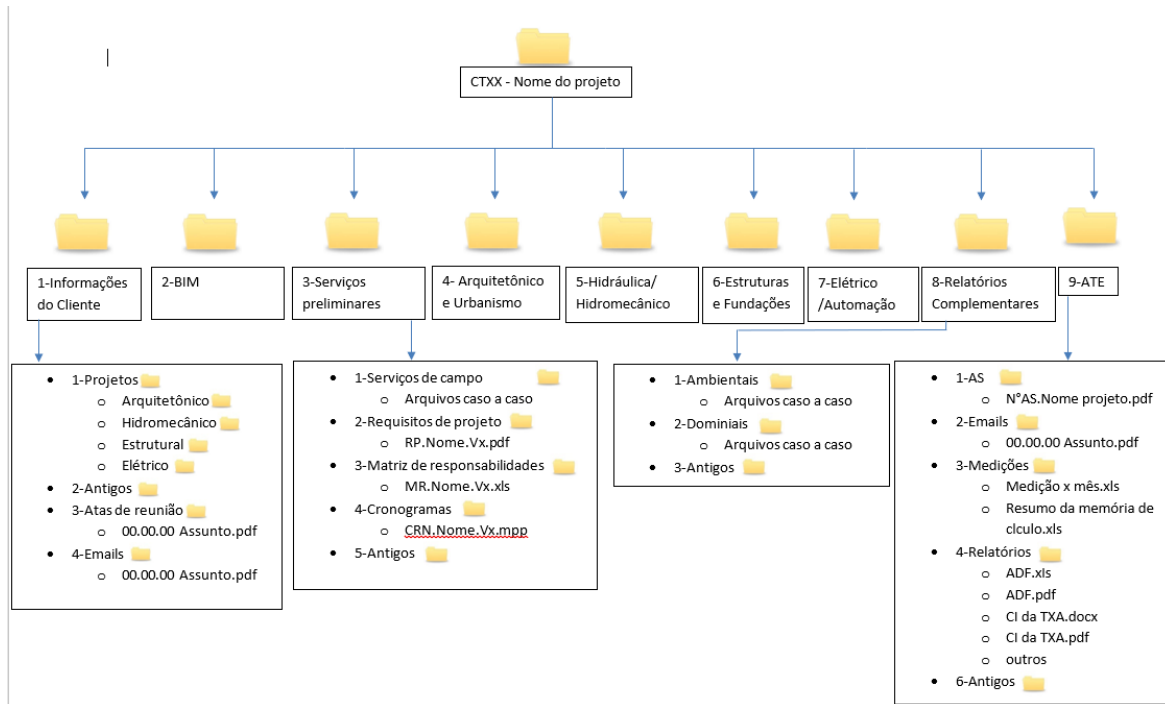 CTXX - Nome do projeto
1-Informações
do Cliente
2-BIM
3-Serviços
preliminares
4- Arquitetônico
e Urbanismo
5-Hidráulica/
Hidromecânico
6-Estruturas
e Fundações
7-Elétrico
/Automação
8-Relatórios
Complementares
9-ATE
1-Projetos
Arquitetônico
Hidromecânico
Estrutural
Elétrico
2-Antigos
3-Atas de reunião
00.00.00 Assunto.pdf
4-Emails
00.00.00 Assunto.pdf
1-Serviços de campo
Arquivos caso a caso
2-Requisitos de projeto
RP.Nome.Vx.pdf
3-Matriz de responsabilidades
MR.Nome.Vx.xls
4-Cronogramas
CRN.Nome.Vx.mpp
5-Antigos
1-Ambientais
Arquivos caso a caso
2-Dominiais
Arquivos caso a caso
3-Antigos
1-AS
N°AS.Nome projeto.pdf
2-Emails
00.00.00 Assunto.pdf
3-Medições
Medição x mês.xls
Resumo da memória de
clculo.xls
4-Relatórios
ADF.xls
ADF.pdf
CI da TXA.docx
CI da TXA.pdf
outros
6-Antigos